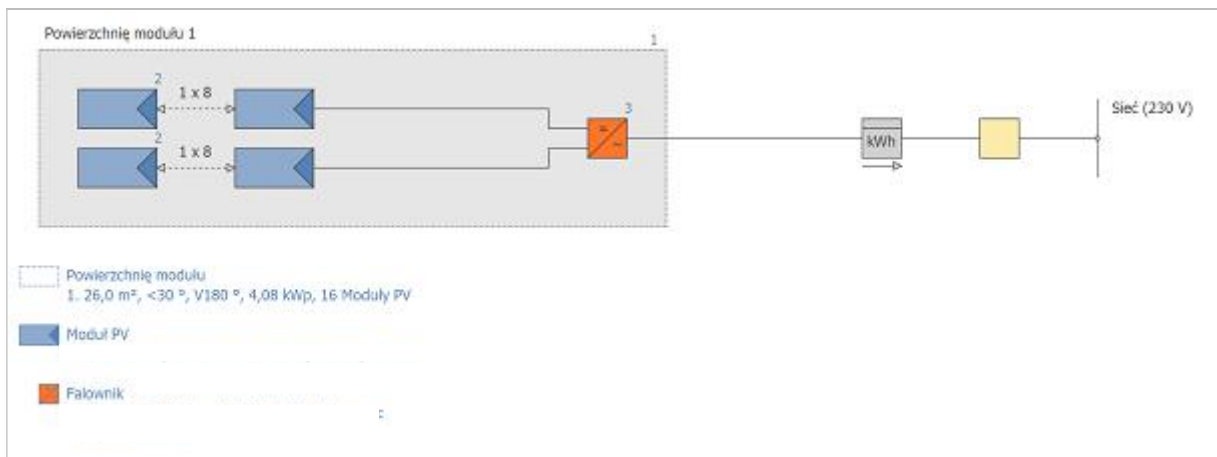 Powierzchnię modułu 1
1
2
1 x 8
2
1 x 8
3
=
~
kWh
Sieć (230 V)
Powierzchnię modułu
1. 26,0 m², <30 °, V180 °, 4,08 kWp, 16 Moduły PV
Moduł PV
Falownik